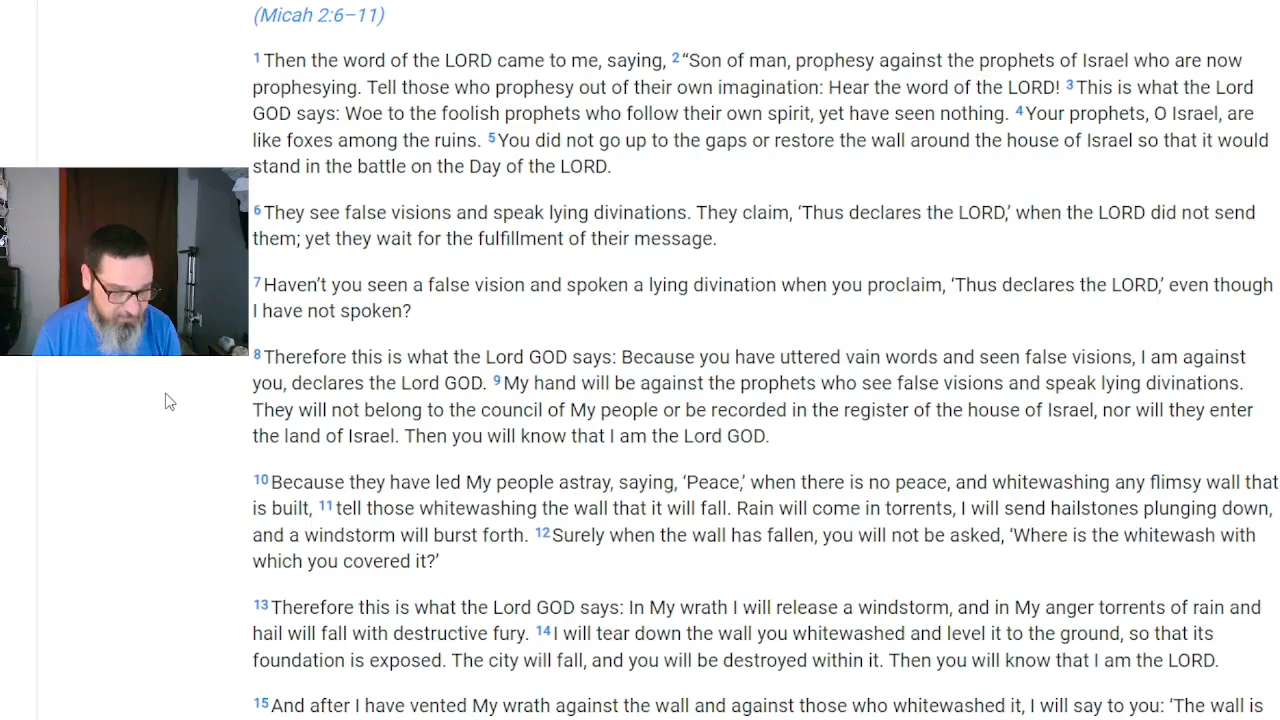 (Micah 2:6–11)
1 Then the word of the LORD came to me, saying, 2 “Son of man, prophesy against the prophets of Israel who are now
prophesying. Tell those who prophesy out of their own imagination: Hear the word of the LORD! 3 This is what the Lord
GOD says: Woe to the foolish prophets who follow their own spirit, yet have seen nothing. 4 Your prophets, O Israel, are
like foxes among the ruins. 5 You did not go up to the gaps or restore the wall around the house of Israel so that it would
stand in the battle on the Day of the LORD.
6 They see false visions and speak lying divinations. They claim, ‘Thus declares the LORD,’ when the LORD did not send
them; yet they wait for the fulfillment of their message.
7 Haven’t you seen a false vision and spoken a lying divination when you proclaim, ‘Thus declares the LORD,’ even though
I have not spoken?
8 Therefore this is what the Lord GOD says: Because you have uttered vain words and seen false visions, I am against
you, declares the Lord GOD. 9 My hand will be against the prophets who see false visions and speak lying divinations.
They will not belong to the council of My people or be recorded in the register of the house of Israel, nor will they enter
the land of Israel. Then you will know that I am the Lord GOD.
10 Because they have led My people astray, saying, ‘Peace,’ when there is no peace, and whitewashing any flimsy wall that
is built, 11 tell those whitewashing the wall that it will fall. Rain will come in torrents, I will send hailstones plunging down,
and a windstorm will burst forth. 12 Surely when the wall has fallen, you will not be asked, ‘Where is the whitewash with
which you covered it?’
13 Therefore this is what the Lord GOD says: In My wrath I will release a windstorm, and in My anger torrents of rain and
hail will fall with destructive fury. 14 I will tear down the wall you whitewashed and level it to the ground, so that its
foundation is exposed. The city will fall, and you will be destroyed within it. Then you will know that I am the LORD.
15 And after I have vented My wrath against the wall and against those who whitewashed it, I will say to you: ‘The wall is